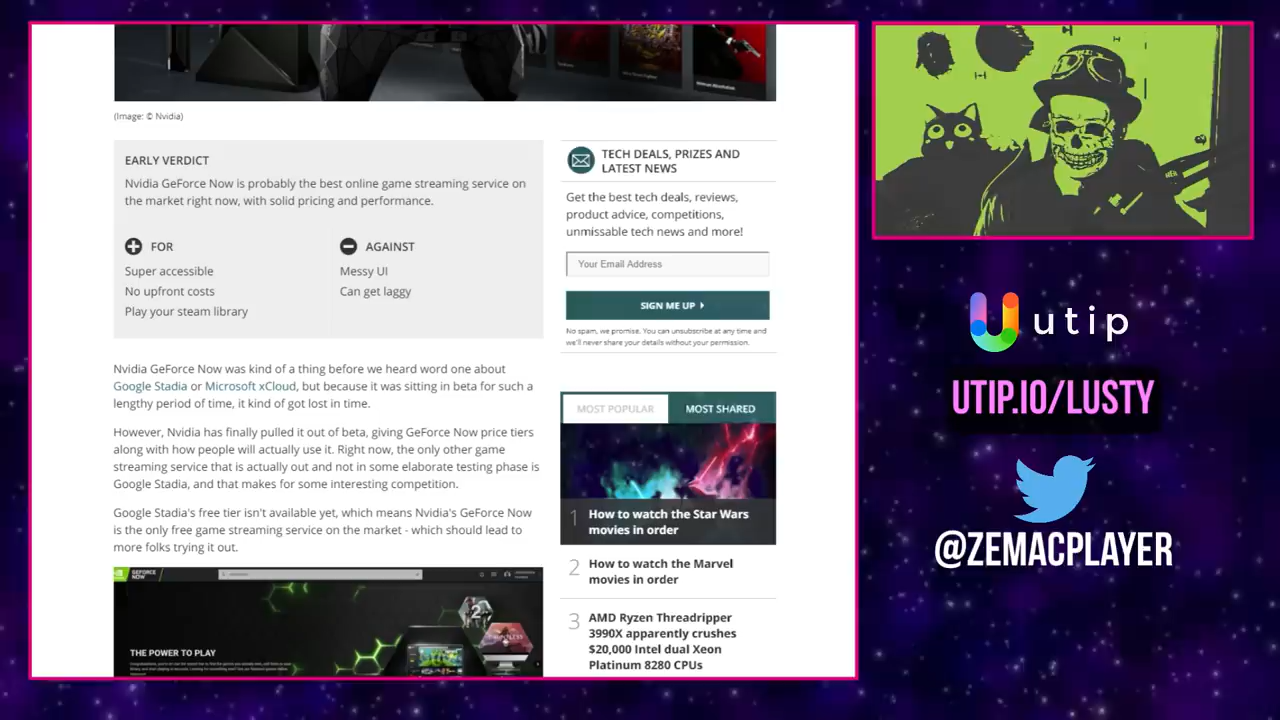 (Image: © Nvidia)
EARLY VERDICT
Nvidia GeForce Now is probably the best online game streaming service on
the market right now, with solid pricing and performance.
FOR
Super accessible
No upfront costs
Play your steam library
AGAINST
Messy UI
Can get laggy
Nvidia GeForce Now was kind of a thing before we heard word one about
Google Stadia or Microsoft xCloud, but because it was sitting in beta for such a
lengthy period of time, it kind of got lost in time.
However, Nvidia has finally pulled it out of beta, giving GeForce Now price tiers
along with how people will actually use it. Right now, the only other game
streaming service that is actually out and not in some elaborate testing phase is
Google Stadia, and that makes for some interesting competition.
Google Stadia's free tier isn't available yet, which means Nvidia's GeForce Now
is the only free game streaming service on the market - which should lead to
more folks trying it out.
GEFORCE
NOW
THE POWER TO PLAY
TECH DEALS, PRIZES AND
LATEST NEWS
Get the best tech deals, reviews,
product advice, competitions,
unmissable tech news and more!
Your Email Address
SIGN ME UP
No spam, we promise. You can unsubscribe at any time and
we'll never share your details without your permission.
MOST POPULAR
MOST SHARED
1 How to watch the Star Wars
movies in order
2 How to watch the Marvel
movies in order
3 AMD Ryzen Threadripper
3990X apparently crushes
$20,000 Intel dual Xeon
Platinum 8280 CPUs
utip
UTIP.IO/LUSTY
@ZEMACPLAYER